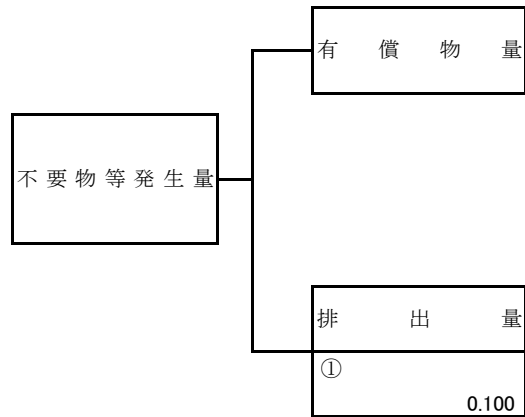 有償物量
不要物等発生量
排出量
①
0.100